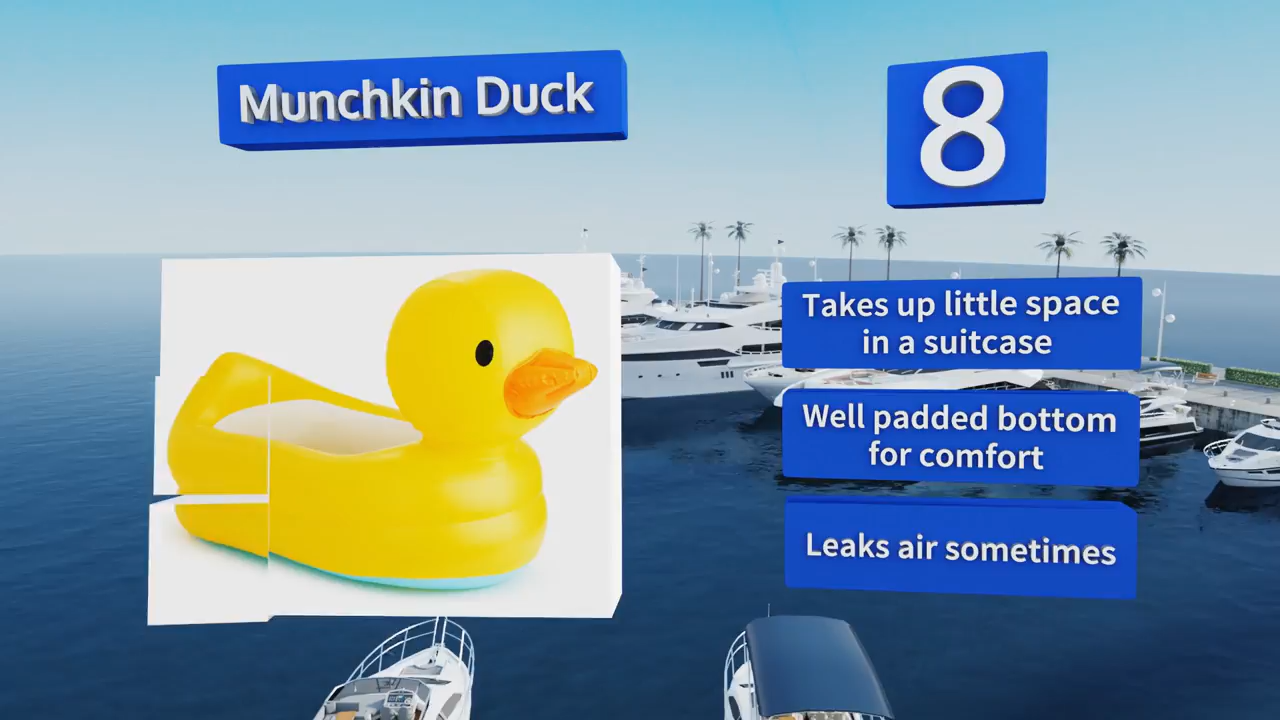 Munchkin Duck
8
Takes up little space
in a suitcase
Well padded bottom
for comfort
Leaks air sometimes